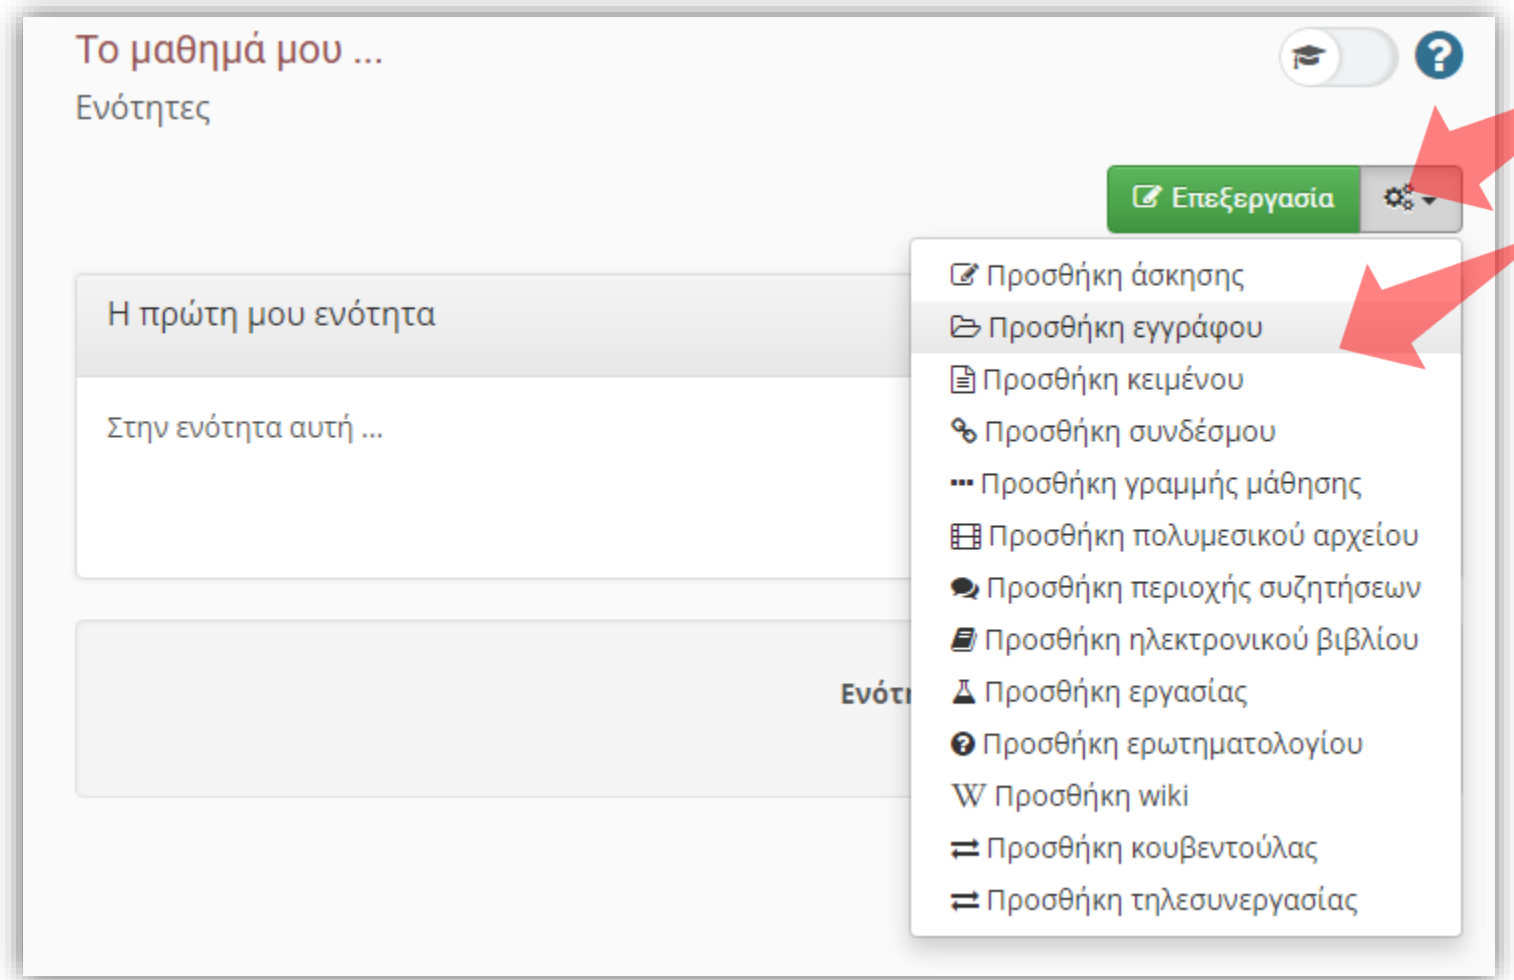 Το μαθημά μου ...
Ενότητες
Επεξεργασία
Η πρώτη μου ενότητα
Στην ενότητα αυτή ...
Προσθήκη άσκησης
Προσθήκη εγγράφου
Προσθήκη κειμένου
Προσθήκη συνδέσμου
Προσθήκη γραμμής μάθησης
Προσθήκη πολυμεσικού αρχείου
Προσθήκη περιοχής συζητήσεων
Προσθήκη ηλεκτρονικού βιβλίου
Προσθήκη εργασίας
Προσθήκη ερωτηματολογίου
Προσθήκη wiki
Προσθήκη κουβεντούλας
Προσθήκη τηλεσυνεργασίας